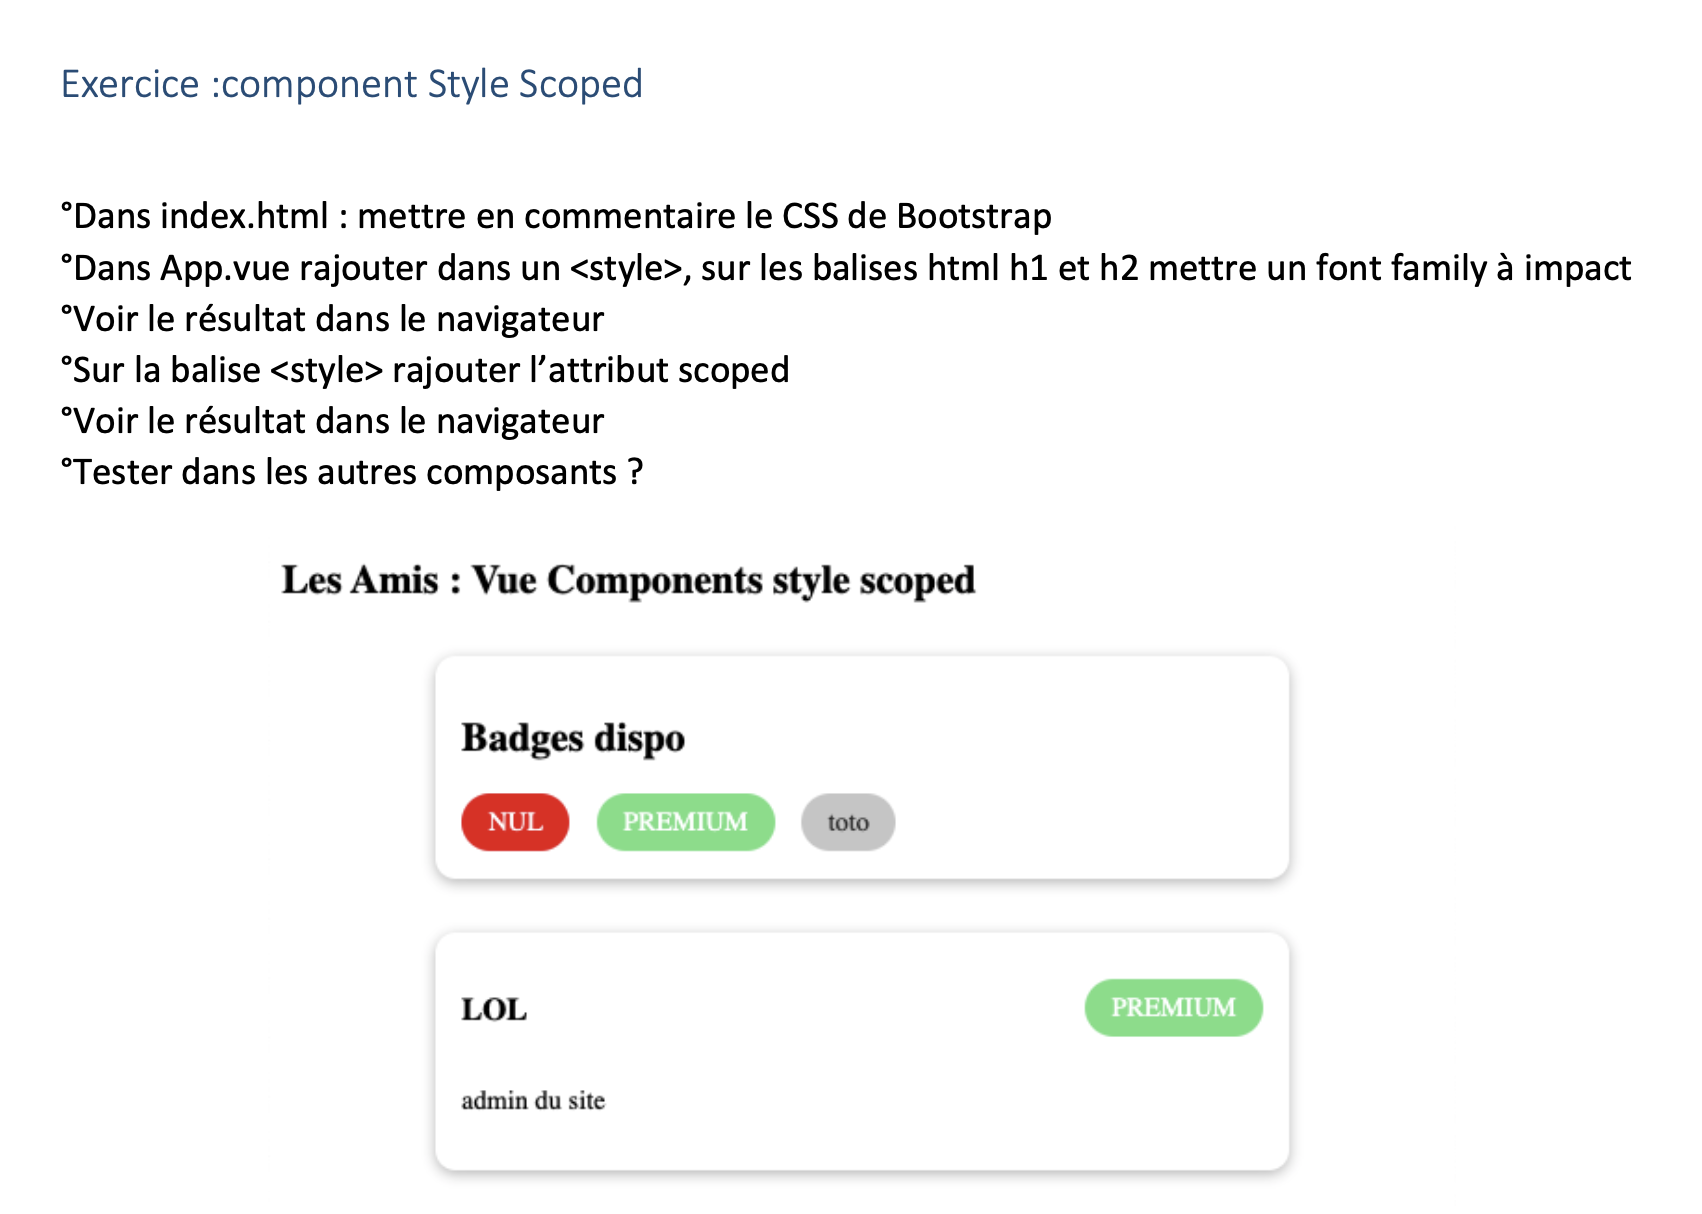 Exercice :component Style Scoped
°Dans index.html : mettre en commentaire le CSS de Bootstrap
°Dans App.vue rajouter dans un <style>, sur les balises html h1 et h2 mettre un font family à impact
°Voir le résultat dans le navigateur
°Sur la balise <style> rajouter l’attribut scoped
°Voir le résultat dans le navigateur
°Tester dans les autres composants ?
Les Amis : Vue Components style scoped
Badges dispo
NUL PREMIUM toto
LOL PREMIUM
admin du site